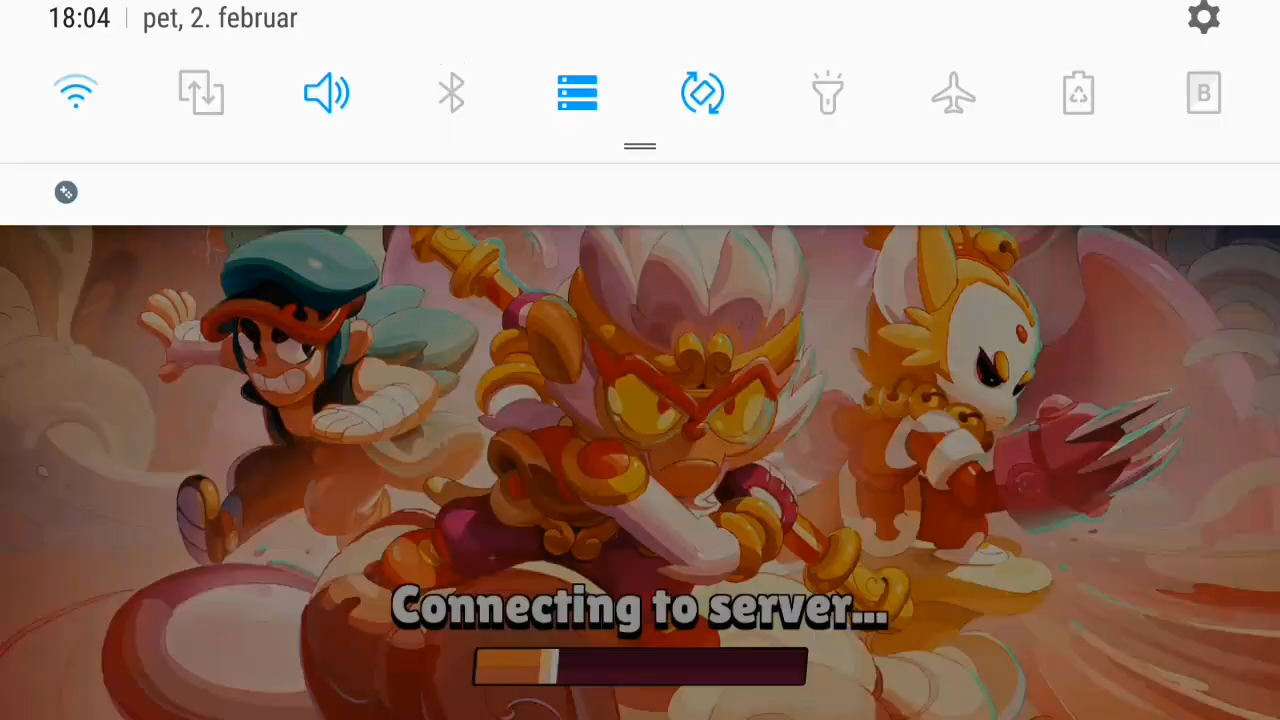 18:04 | pet, 2. februar
B
Connecting to server...